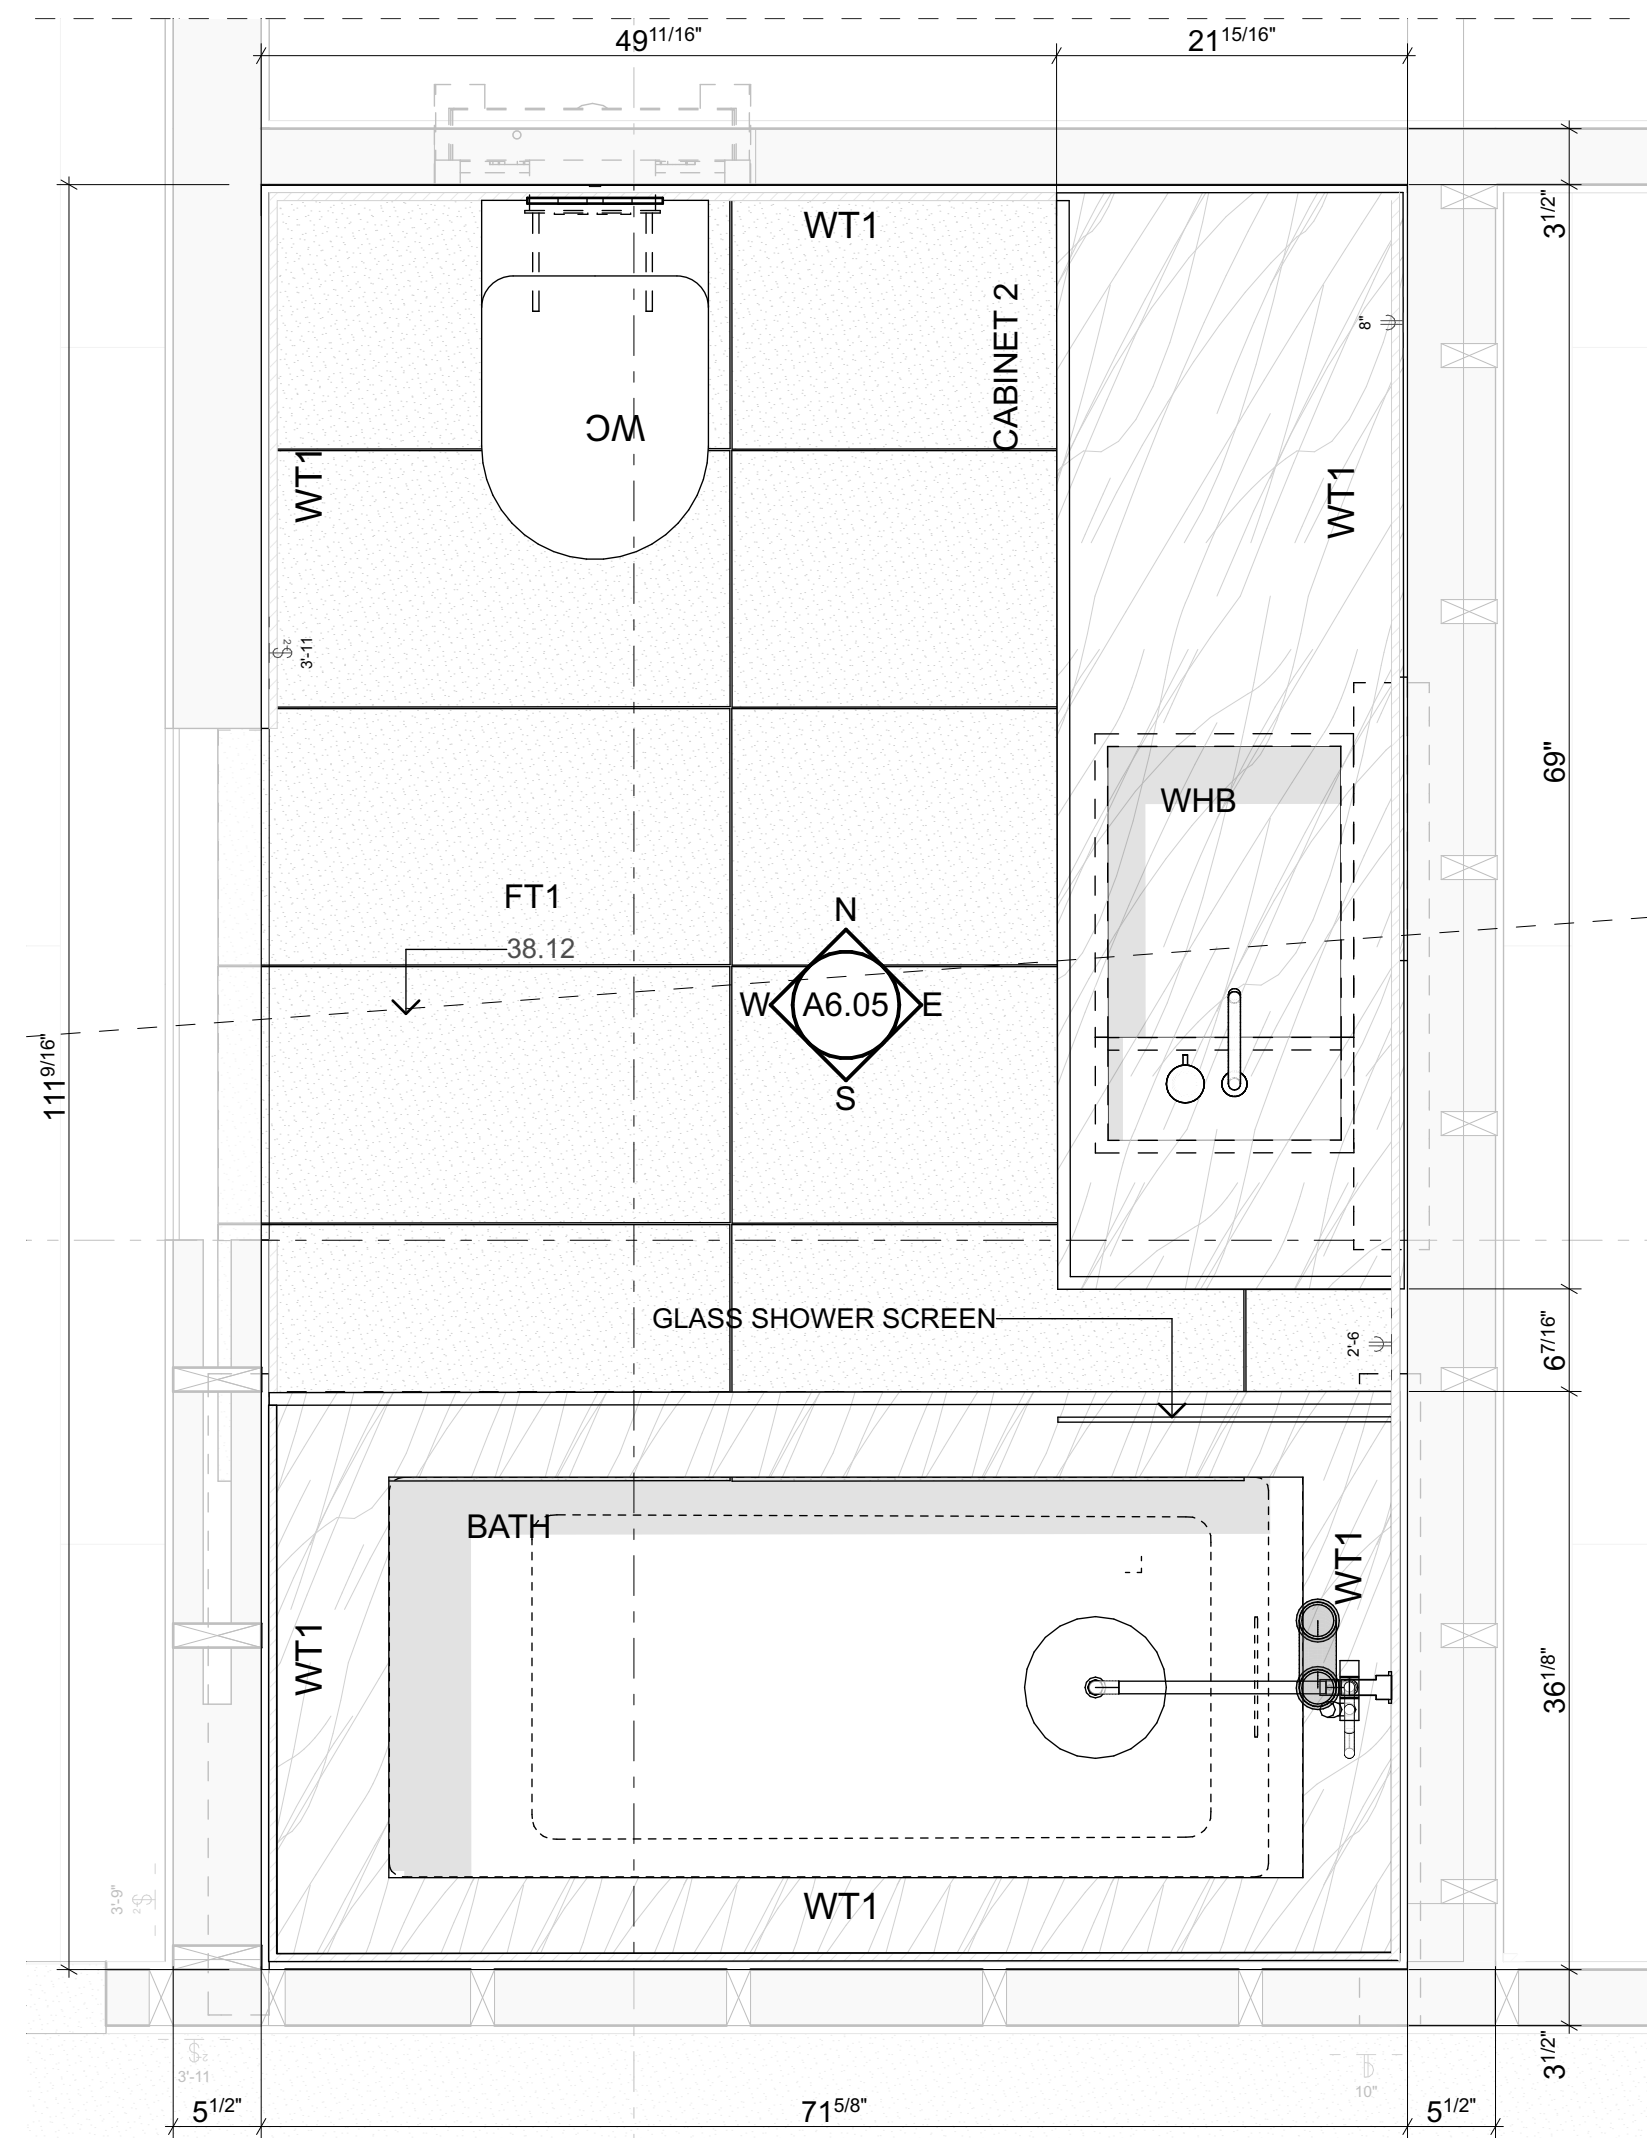 49 11/16"
21 15/16"
3 1/2"
WT1
CABINET 2
8"
WC
WT1
WT1
2
3'-11
69"
WHB
FT1
38.12
N
W
A6.05
E
S
111 9/16"
GLASS SHOWER SCREEN
2'-6
6 7/16"
BATH
WT1
WT1
36 1/8"
3'-9"
2
WT1
2
3'-11
10"
3 1/2"
5 1/2"
71 5/8"
5 1/2"